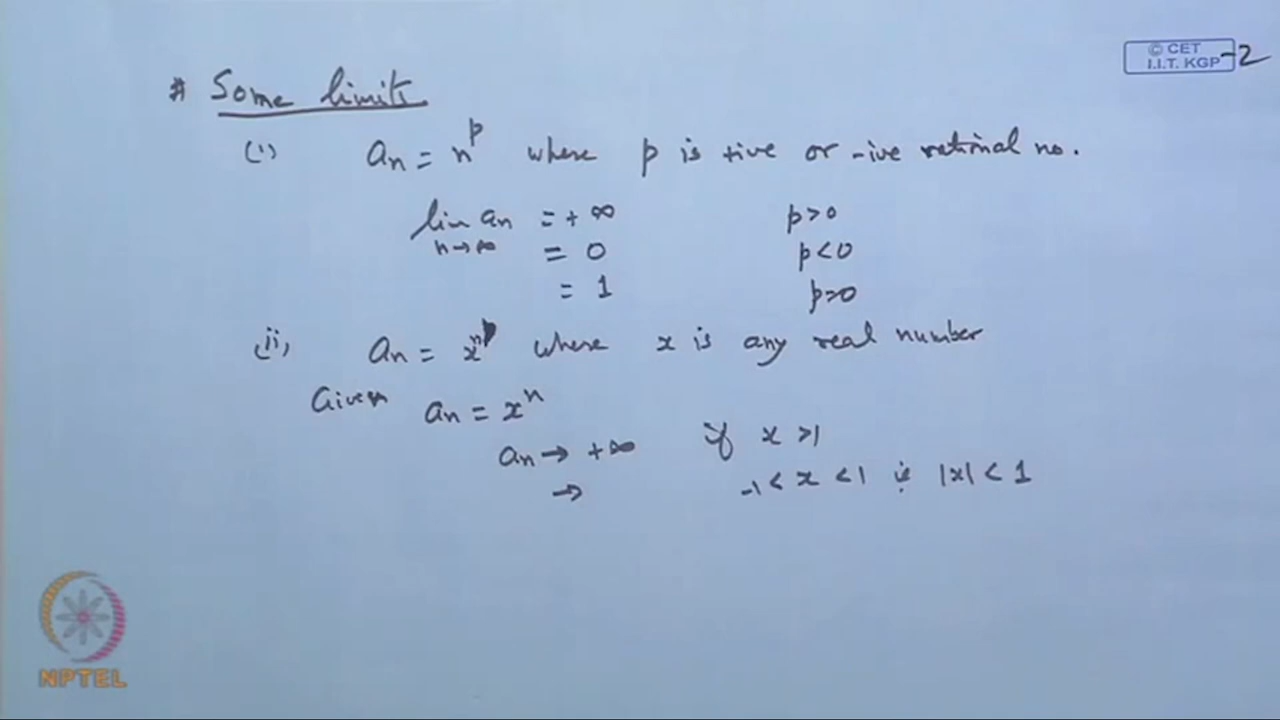 © CET
I.I.T. KGP -2
# Some limits
(i) an = n^p where p is +ive or -ive rational no.
lim an = +∞ p>0
n→∞ = 0 p<0
= 1 p=0
(ii) an = x^n where x is any real number
Given an = x^n
an → +∞ if x >1
→ -1< x <1 ie |x| < 1
NPTEL